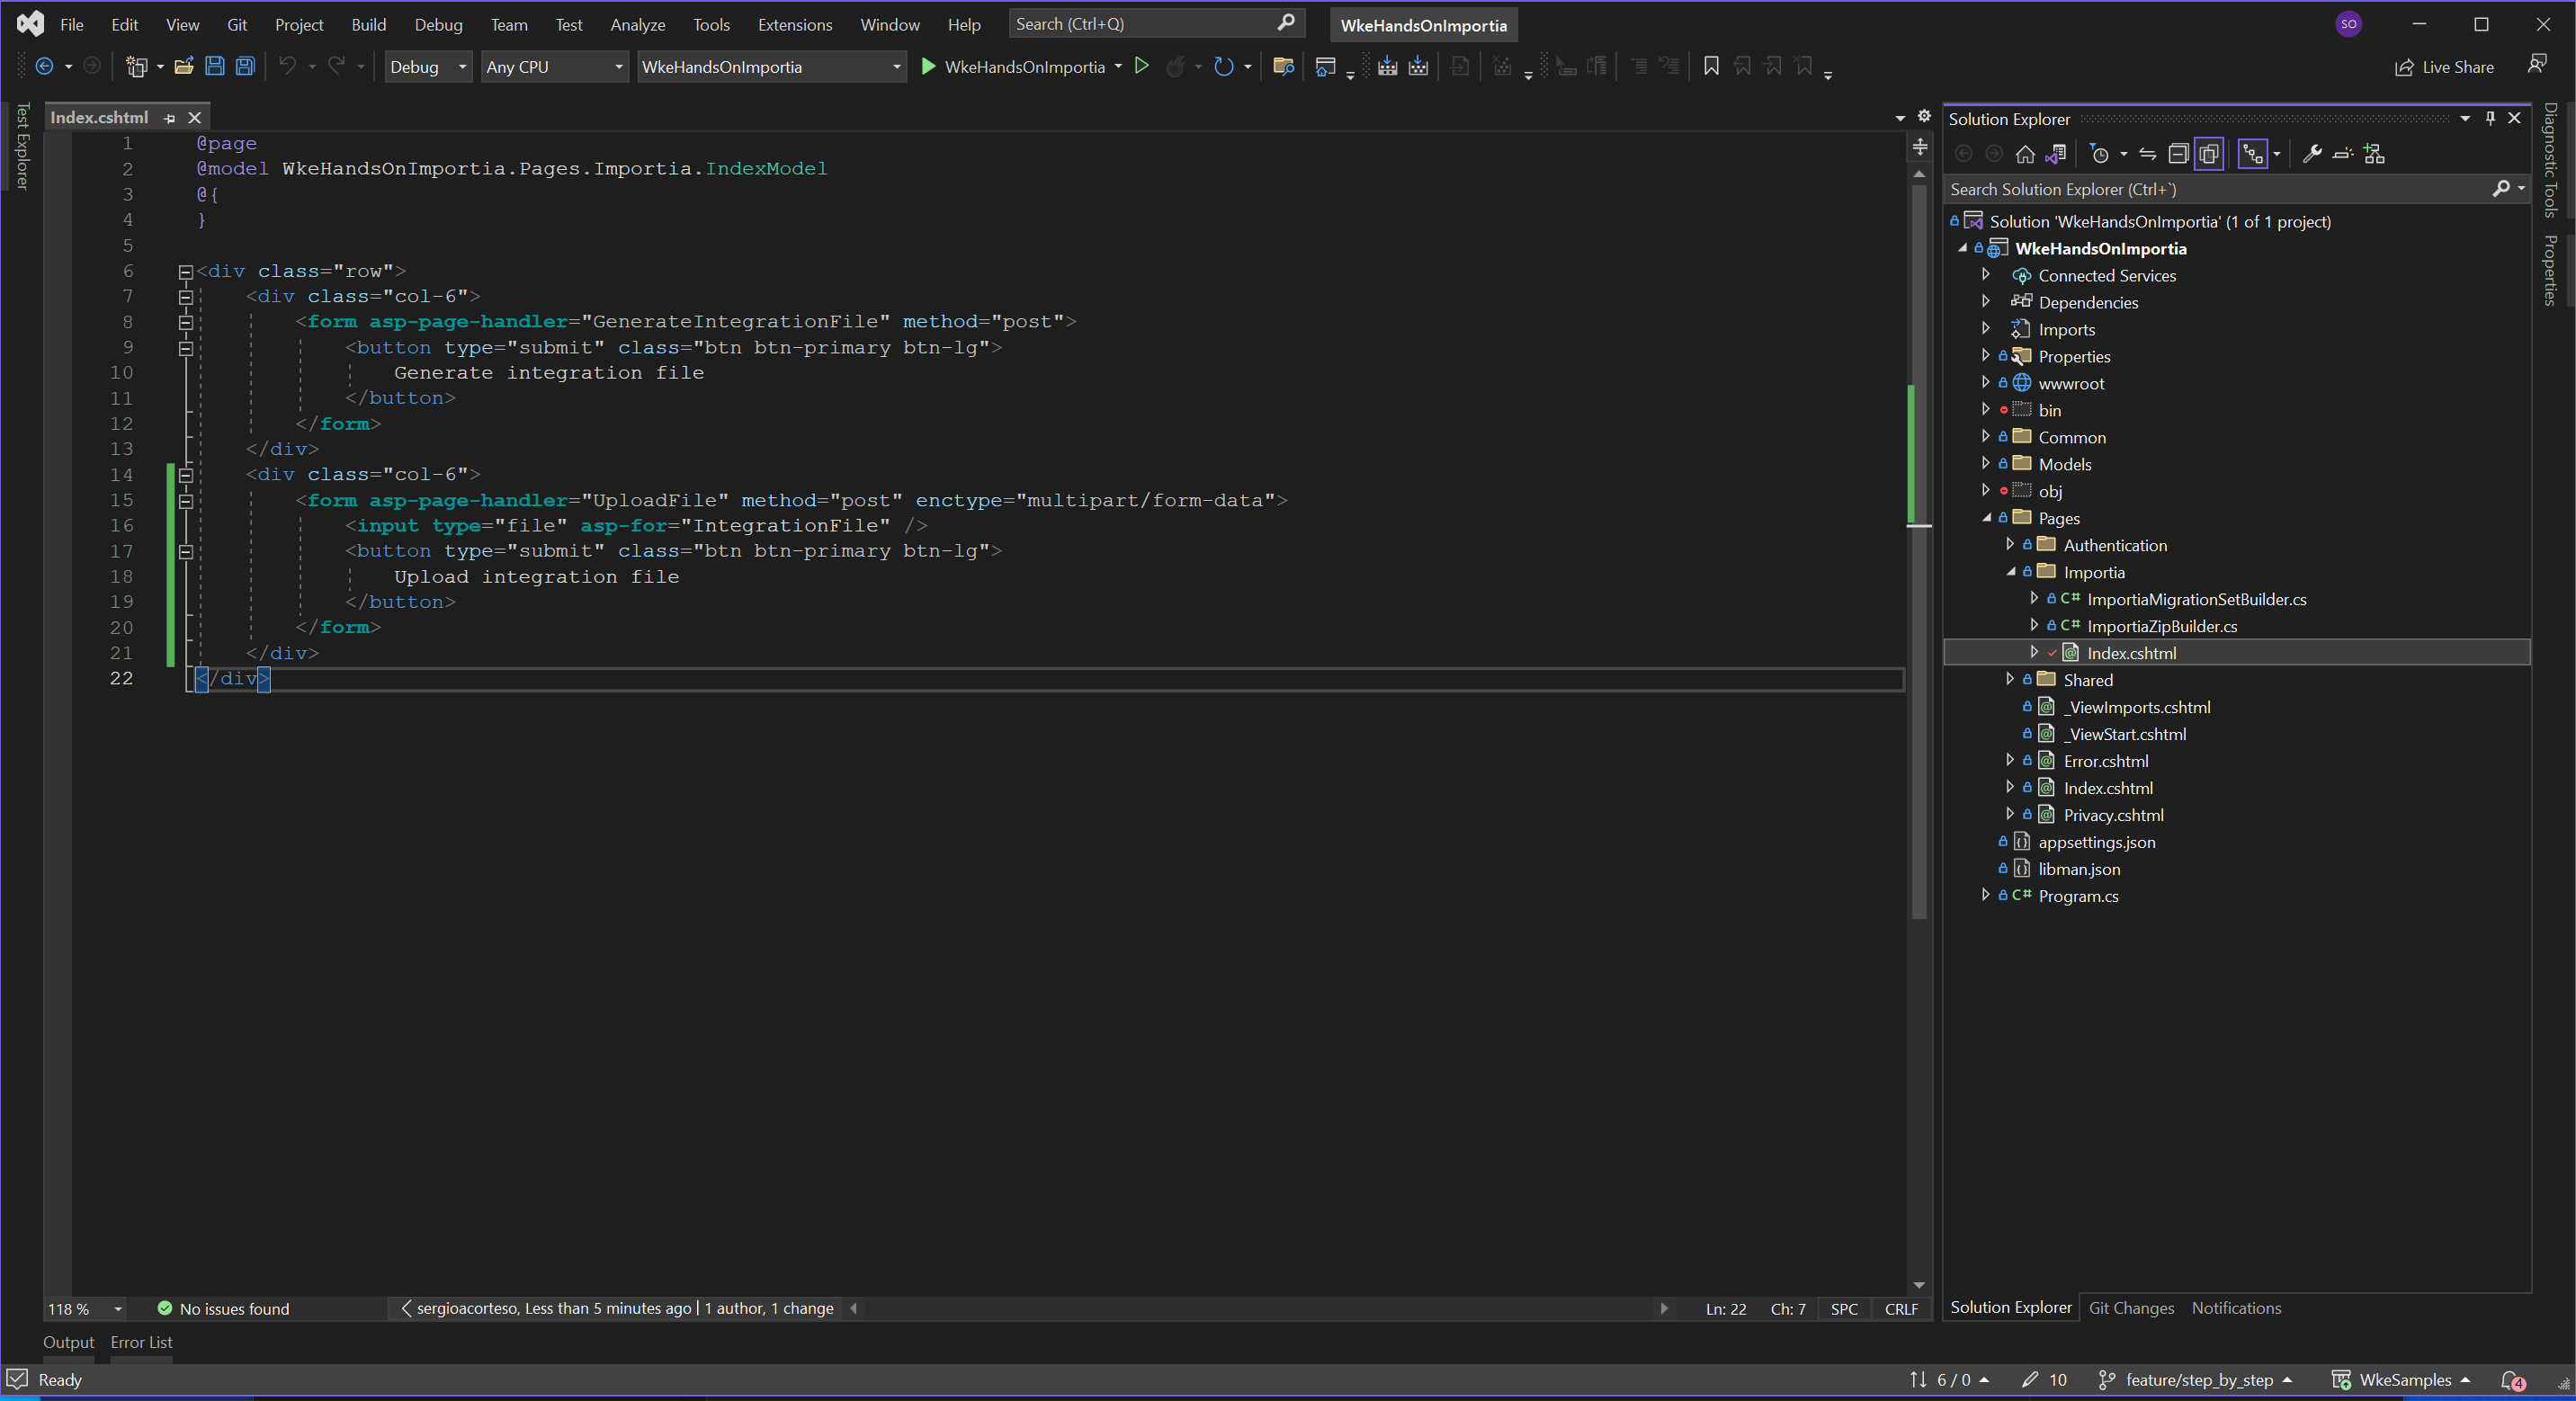 File Edit View Git Project Build Debug Team Test Analyze Tools Extensions Window Help Search (Ctrl+Q) WkeHandsOnImportia SO
Debug Any CPU WkeHandsOnImportia WkeHandsOnImportia Live Share
Test Explorer
Index.cshtml
1 @page
2 @model WkeHandsOnImportia.Pages.Importia.IndexModel
3 @{
4 }
5
6 <div class="row">
7 <div class="col-6">
8 <form asp-page-handler="GenerateIntegrationFile" method="post">
9 <button type="submit" class="btn btn-primary btn-lg">
10 Generate integration file
11 </button>
12 </form>
13 </div>
14 <div class="col-6">
15 <form asp-page-handler="UploadFile" method="post" enctype="multipart/form-data">
16 <input type="file" asp-for="IntegrationFile" />
17 <button type="submit" class="btn btn-primary btn-lg">
18 Upload integration file
19 </button>
20 </form>
21 </div>
22 </div>
118 % No issues found sergioacorteso, Less than 5 minutes ago | 1 author, 1 change Ln: 22 Ch: 7 SPC CRLF
Solution Explorer
Search Solution Explorer (Ctrl+`)
Solution 'WkeHandsOnImportia' (1 of 1 project)
WkeHandsOnImportia
Connected Services
Dependencies
Imports
Properties
wwwroot
bin
Common
Models
obj
Pages
Authentication
Importia
C# ImportiaMigrationSetBuilder.cs
C# ImportiaZipBuilder.cs
Index.cshtml
Shared
_ViewImports.cshtml
_ViewStart.cshtml
Error.cshtml
Index.cshtml
Privacy.cshtml
appsettings.json
libman.json
C# Program.cs
Solution Explorer Git Changes Notifications
Diagnostic Tools
Properties
Output Error List
Ready 6 / 0 10 feature/step_by_step WkeSamples 4